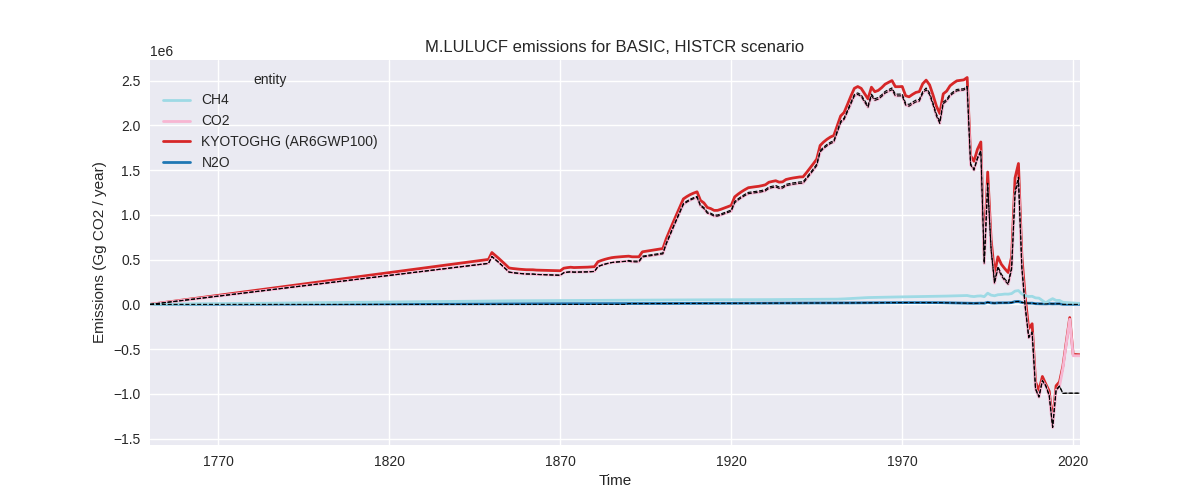 M.LULUCF emissions for BASIC, HISTCR scenario
1e6
entity
CH4
CO2
KYOTOGHG (AR6GWP100)
N2O
2.5
2.0
1.5
1.0
0.5
0.0
−0.5
−1.0
−1.5
Emissions (Gg CO2 / year)
1770
1820
1870
1920
1970
2020
Time